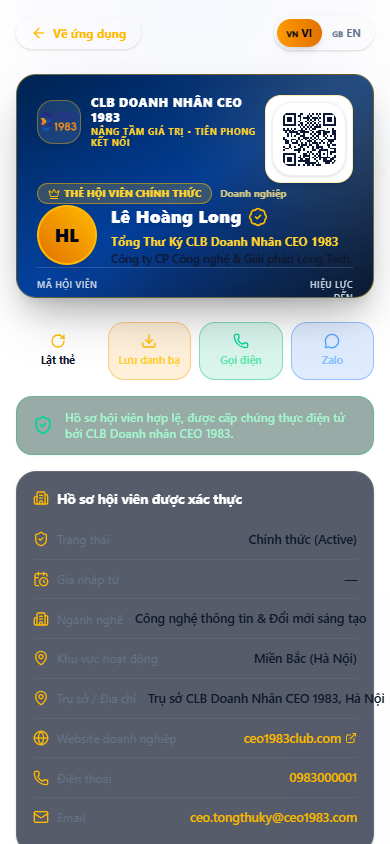 Về ứng dụng
VN VI
GB EN
1983
CLB DOANH NHÂN CEO
1983
NÂNG TẦM GIÁ TRỊ • TIÊN PHONG
KẾT NỐI
THẺ HỘI VIÊN CHÍNH THỨC
Doanh nghiệp
HL
Lê Hoàng Long
Tổng Thư Ký CLB Doanh Nhân CEO 1983
Công ty CP Công nghệ & Giải pháp Long Tech
MÃ HỘI VIÊN
HIỆU LỰC
ĐẾN
Lật thẻ
Lưu danh bạ
Gọi điện
Zalo
Hồ sơ hội viên hợp lệ, được cấp chứng thực điện tử
bởi CLB Doanh nhân CEO 1983.
Hồ sơ hội viên được xác thực
Trạng thái
Chính thức (Active)
Gia nhập từ
—
Ngành nghề
Công nghệ thông tin & Đổi mới sáng tạo
Khu vực hoạt động
Miền Bắc (Hà Nội)
Trụ sở / Địa chỉ
Trụ sở CLB Doanh Nhân CEO 1983, Hà Nội
Website doanh nghiệp
ceo1983club.com
Điện thoại
0983000001
Email
ceo.tongthuky@ceo1983.com